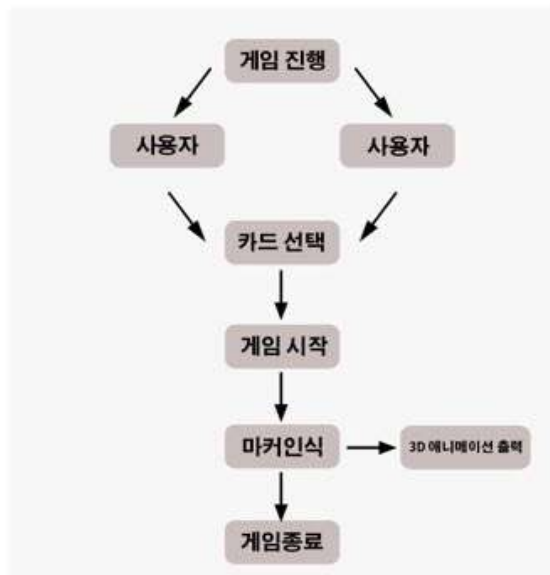 게임 진행
사용자
사용자
카드 선택
게임 시작
마커인식
3D 애니메이션 출력
게임종료